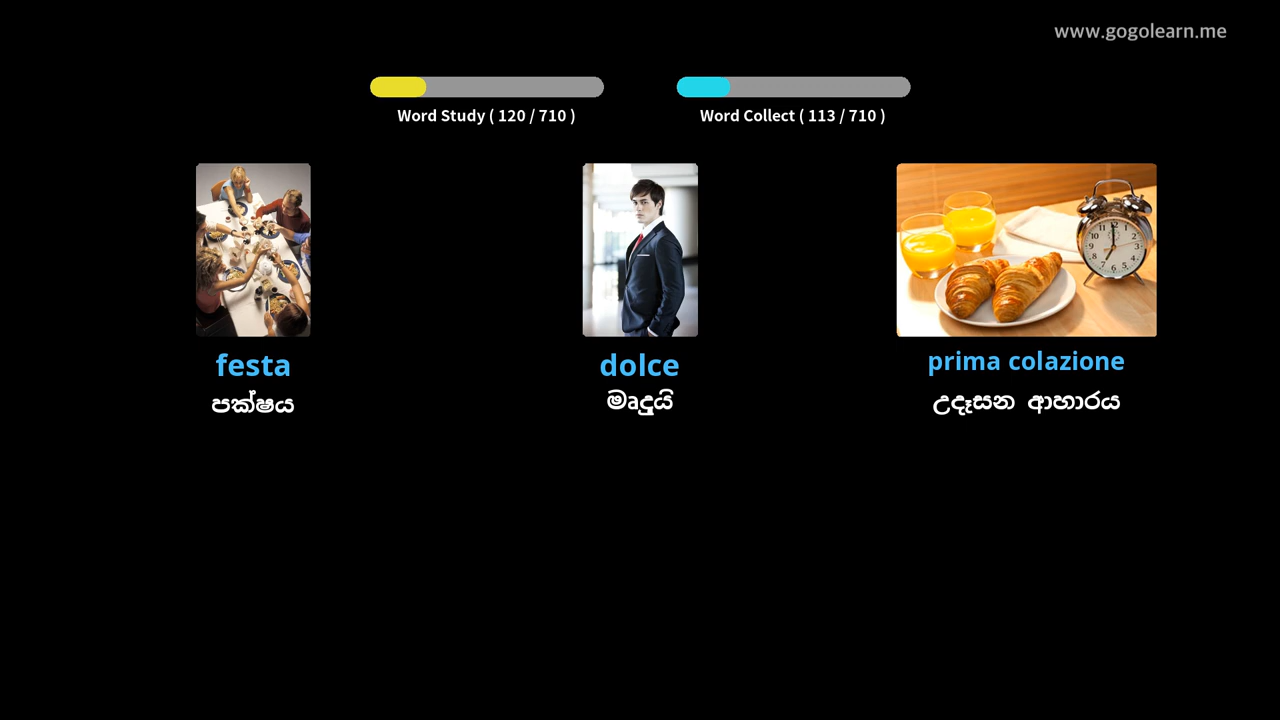 www.gogolearn.me
Word Study ( 120 / 710 )
Word Collect ( 113 / 710 )
festa
dolce
prima colazione
පක්ෂය
මෘදුයි
උදෑසන ආහාරය